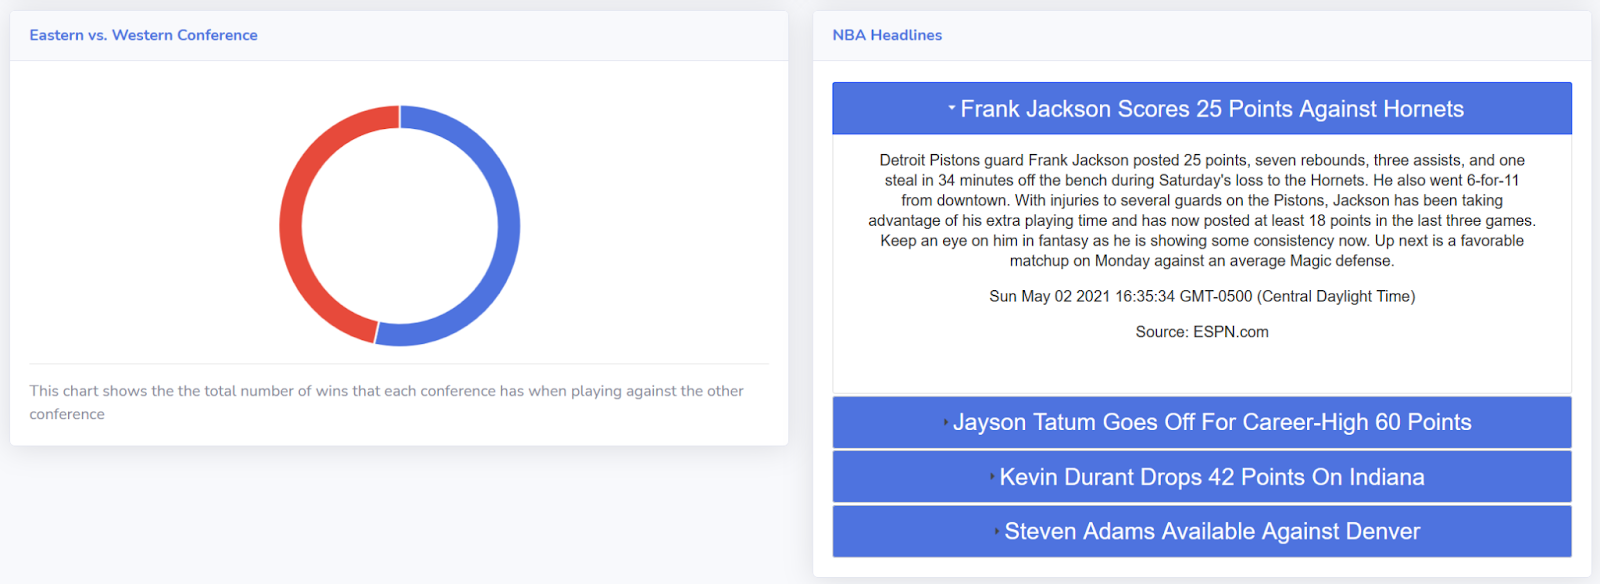 Eastern vs. Western Conference
This chart shows the the total number of wins that each conference has when playing against the other
conference
NBA Headlines
Frank Jackson Scores 25 Points Against Hornets
Detroit Pistons guard Frank Jackson posted 25 points, seven rebounds, three assists, and one
steal in 34 minutes off the bench during Saturday's loss to the Hornets. He also went 6-for-11
from downtown. With injuries to several guards on the Pistons, Jackson has been taking
advantage of his extra playing time and has now posted at least 18 points in the last three games.
Keep an eye on him in fantasy as he is showing some consistency now. Up next is a favorable
matchup on Monday against an average Magic defense.
Sun May 02 2021 16:35:34 GMT-0500 (Central Daylight Time)
Source: ESPN.com
Jayson Tatum Goes Off For Career-High 60 Points
Kevin Durant Drops 42 Points On Indiana
Steven Adams Available Against Denver